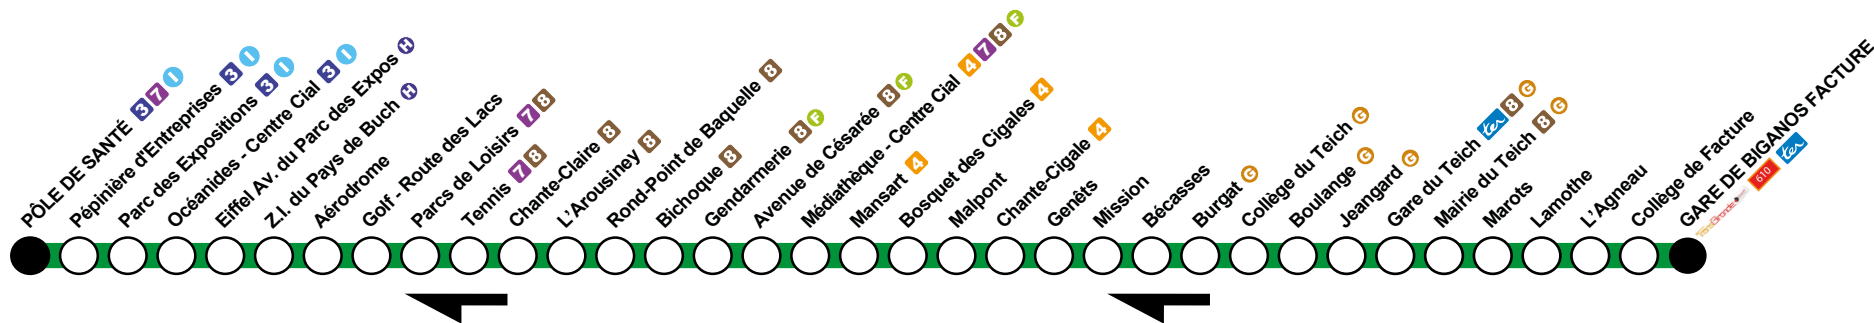 PÔLE DE SANTÉ 3 7 I
Pépinière d'Entreprises 3 I
Parc des Expositions 3 I
Océanides - Centre Cial 3 I
Eiffel Av. du Parc des Expos H
Z.I. du Pays de Buch H
Aérodrome
Golf - Route des Lacs
Parcs de Loisirs 7 8
Tennis 7 8
Chante-Claire 8
L'Arousiney 8
Rond-Point de Baquelle 8
Bichoque 8
Gendarmerie 8 F
Avenue de Césarée 8 F
Médiathèque - Centre Cial 4 7 8 F
Mansart 4
Bosquet des Cigales 4
Malpont
Chante-Cigale 4
Genêts
Mission
Bécasses
Burgat G
Collège du Teich G
Boulange G
Jeangard G
Gare du Teich ter 8 G
Mairie du Teich 8 G
Marots
Lamothe
L'Agneau
Collège de Facture
GARE DE BIGANOS FACTURE
610 ter